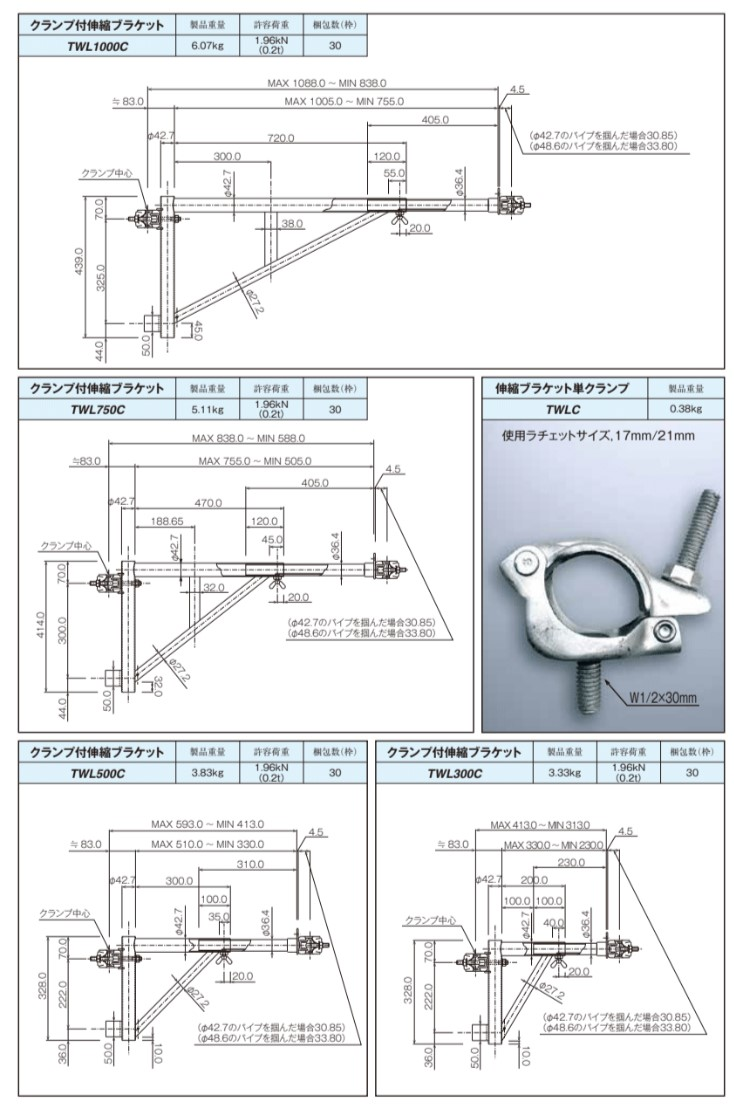 クランプ付伸縮ブラケット 製品重量 許容荷重 梱包数(枠)
TWL1000C 6.07kg 1.96kN (0.2t) 30
MAX 1088.0 ~ MIN 838.0
4.5
≒ 83.0 MAX 1005.0 ~ MIN 755.0
405.0
φ42.7 720.0
(φ42.7のパイプを掴んだ場合30.85)
(φ48.6のパイプを掴んだ場合33.80)
300.0 120.0
クランプ中心 φ42.7 55.0 φ36.4
70.0
38.0 20.0
439.0
325.0
φ27.2
45.0
50.0
44.0
クランプ付伸縮ブラケット 製品重量 許容荷重 梱包数(枠)
TWL750C 5.11kg 1.96kN (0.2t) 30
MAX 838.0 ~ MIN 588.0
≒83.0 MAX 755.0 ~ MIN 505.0
4.5
405.0
φ42.7 470.0
188.65 120.0
クランプ中心 φ42.7 45.0 φ36.4
70.0
32.0 20.0
414.0
300.0
(φ42.7のパイプを掴んだ場合30.85)
(φ48.6のパイプを掴んだ場合33.80)
φ27.2
32.0
50.0
44.0
伸縮ブラケット単クランプ 製品重量
TWLC 0.38kg
使用ラチェットサイズ,17mm/21mm
W1/2×30mm
クランプ付伸縮ブラケット 製品重量 許容荷重 梱包数(枠)
TWL500C 3.83kg 1.96kN (0.2t) 30
MAX 593.0 ~ MIN 413.0
4.5
≒ 83.0 MAX 510.0 ~ MIN 330.0
310.0
φ42.7 300.0
100.0
クランプ中心 φ42.7 35.0 φ36.4
70.0
20.0
328.0
222.0
φ27.2
(φ42.7のパイプを掴んだ場合30.85)
(φ48.6のパイプを掴んだ場合33.80)
10.0
50.0
36.0
クランプ付伸縮ブラケット 製品重量 許容荷重 梱包数(枠)
TWL300C 3.33kg 1.96kN (0.2t) 30
MAX 413.0 ~ MIN 313.0
4.5
≒ 83.0 MAX 330.0 ~ MIN 230.0
230.0
φ42.7 200.0
100.0 100.0
クランプ中心 φ42.7 40.0 φ36.4
70.0
20.0
328.0
222.0
φ27.2
(φ42.7のパイプを掴んだ場合30.85)
(φ48.6のパイプを掴んだ場合33.80)
10.0
50.0
36.0